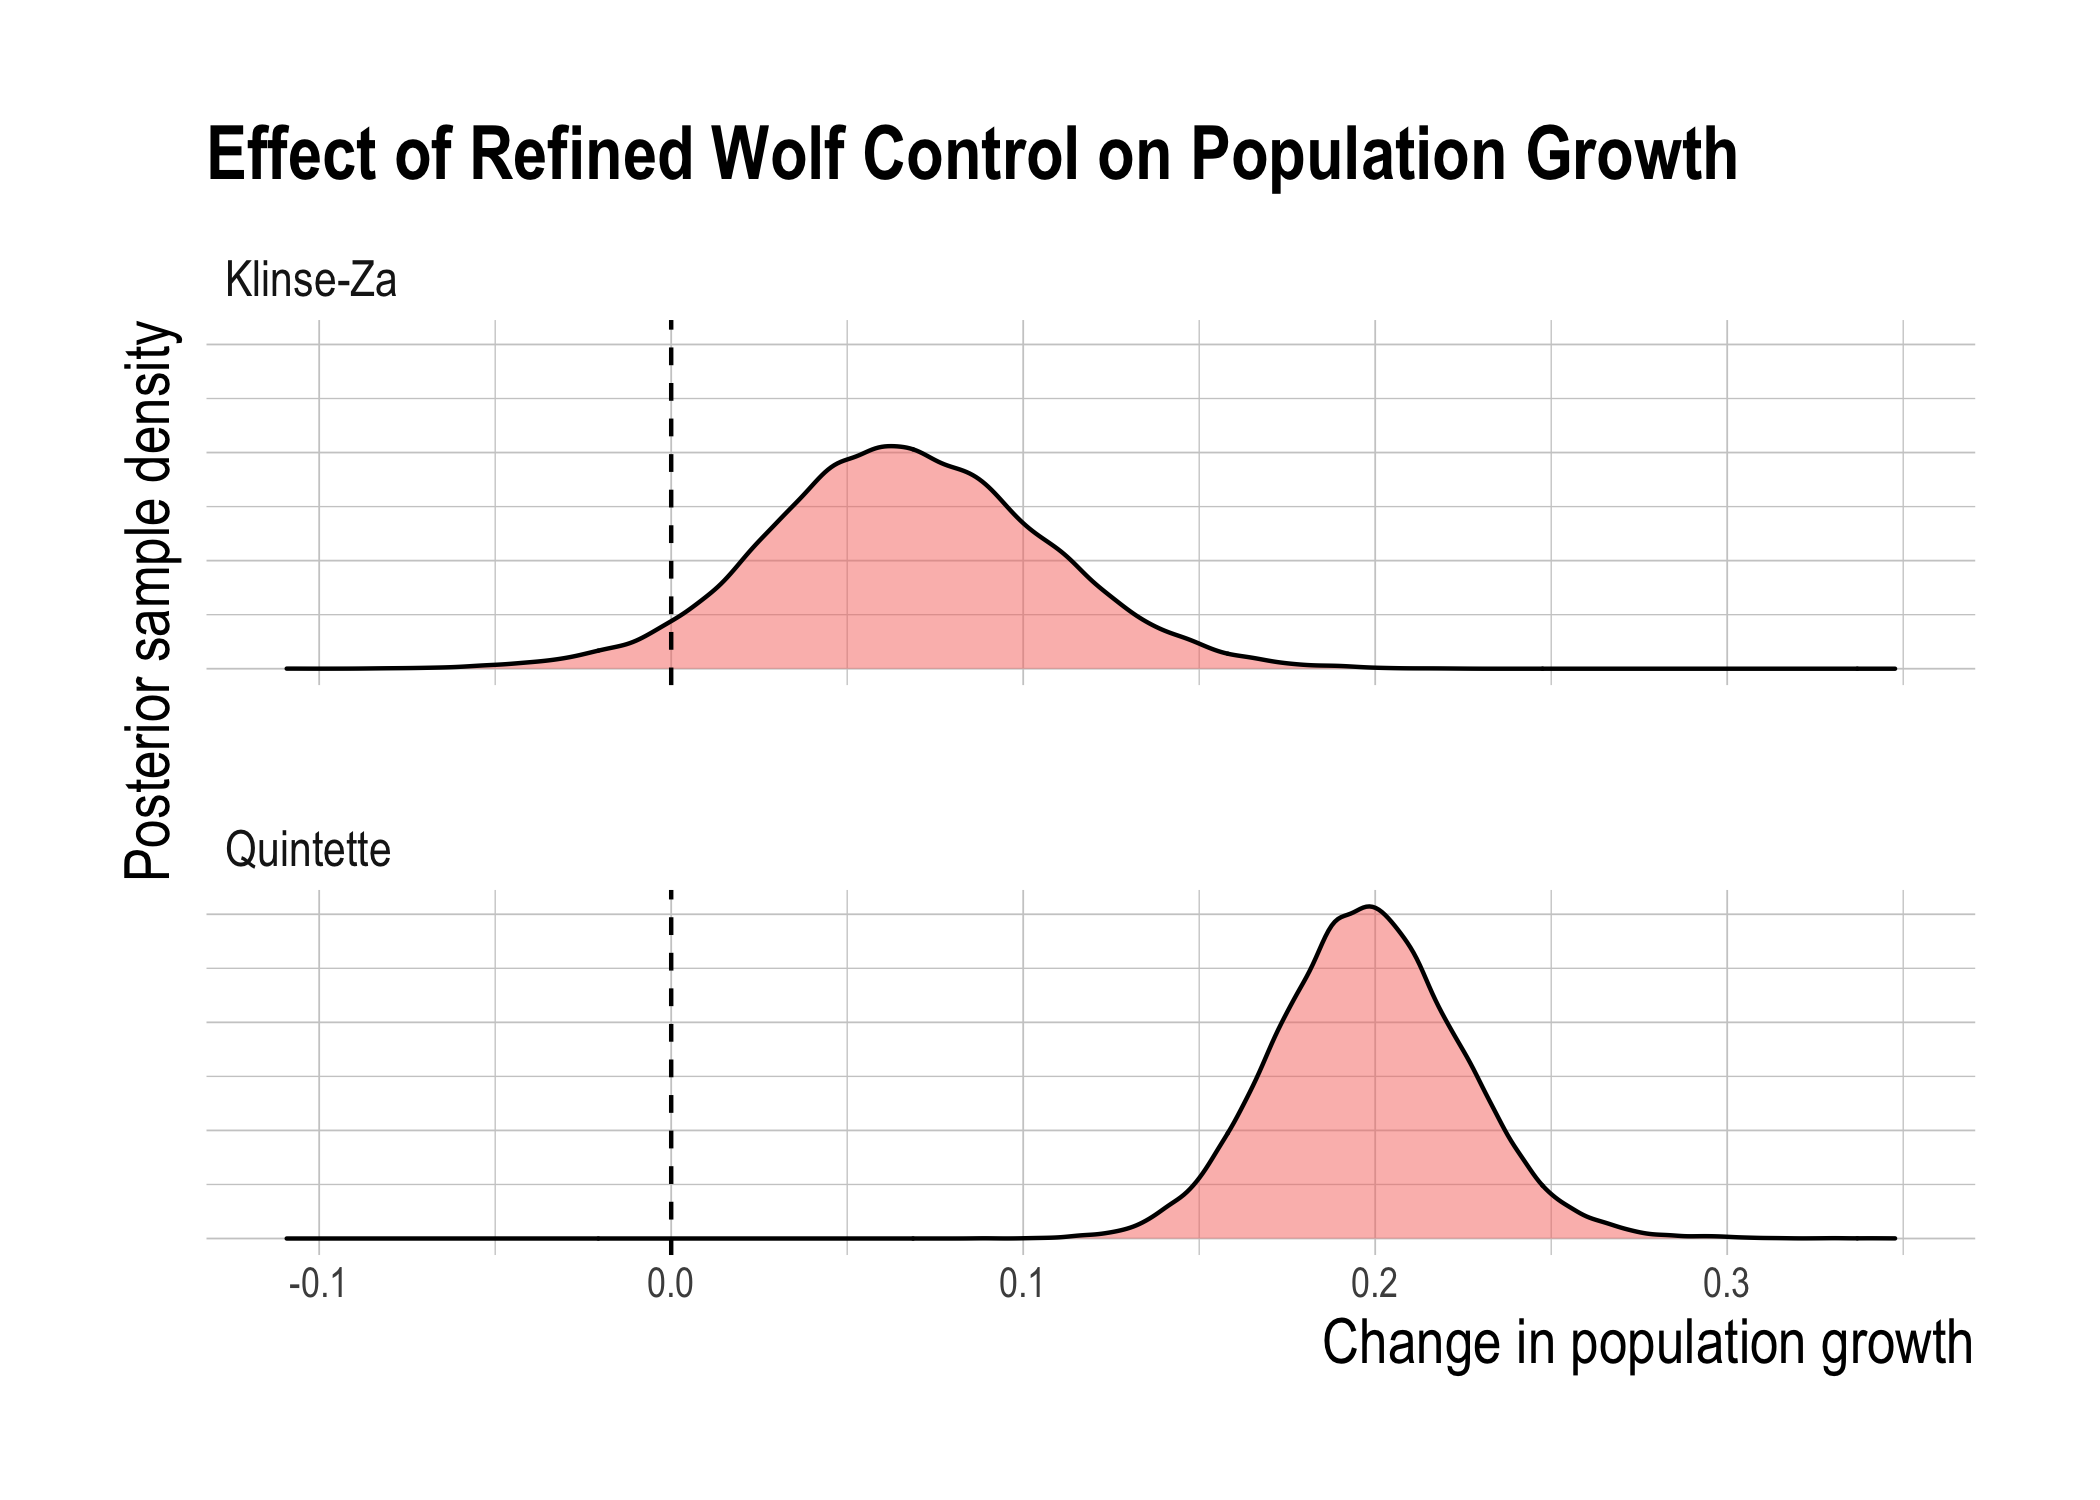 Effect of Refined Wolf Control on Population Growth
Klinse-Za
Posterior sample density
Quintette
-0.1
0.0
0.1
0.2
0.3
Change in population growth